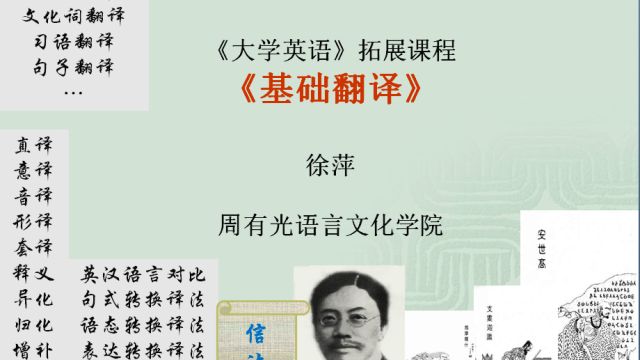 文化词翻译
习语翻译
句子翻译
…
《大学英语》拓展课程
《基础翻译》
徐萍
周有光语言文化学院
直译
意译
音译
形译
套译
释义
异化
归化
增补
英汉语言对比
句式转换译法
语态转换译法
表达转换译法
信
安世高
支娄迦谶